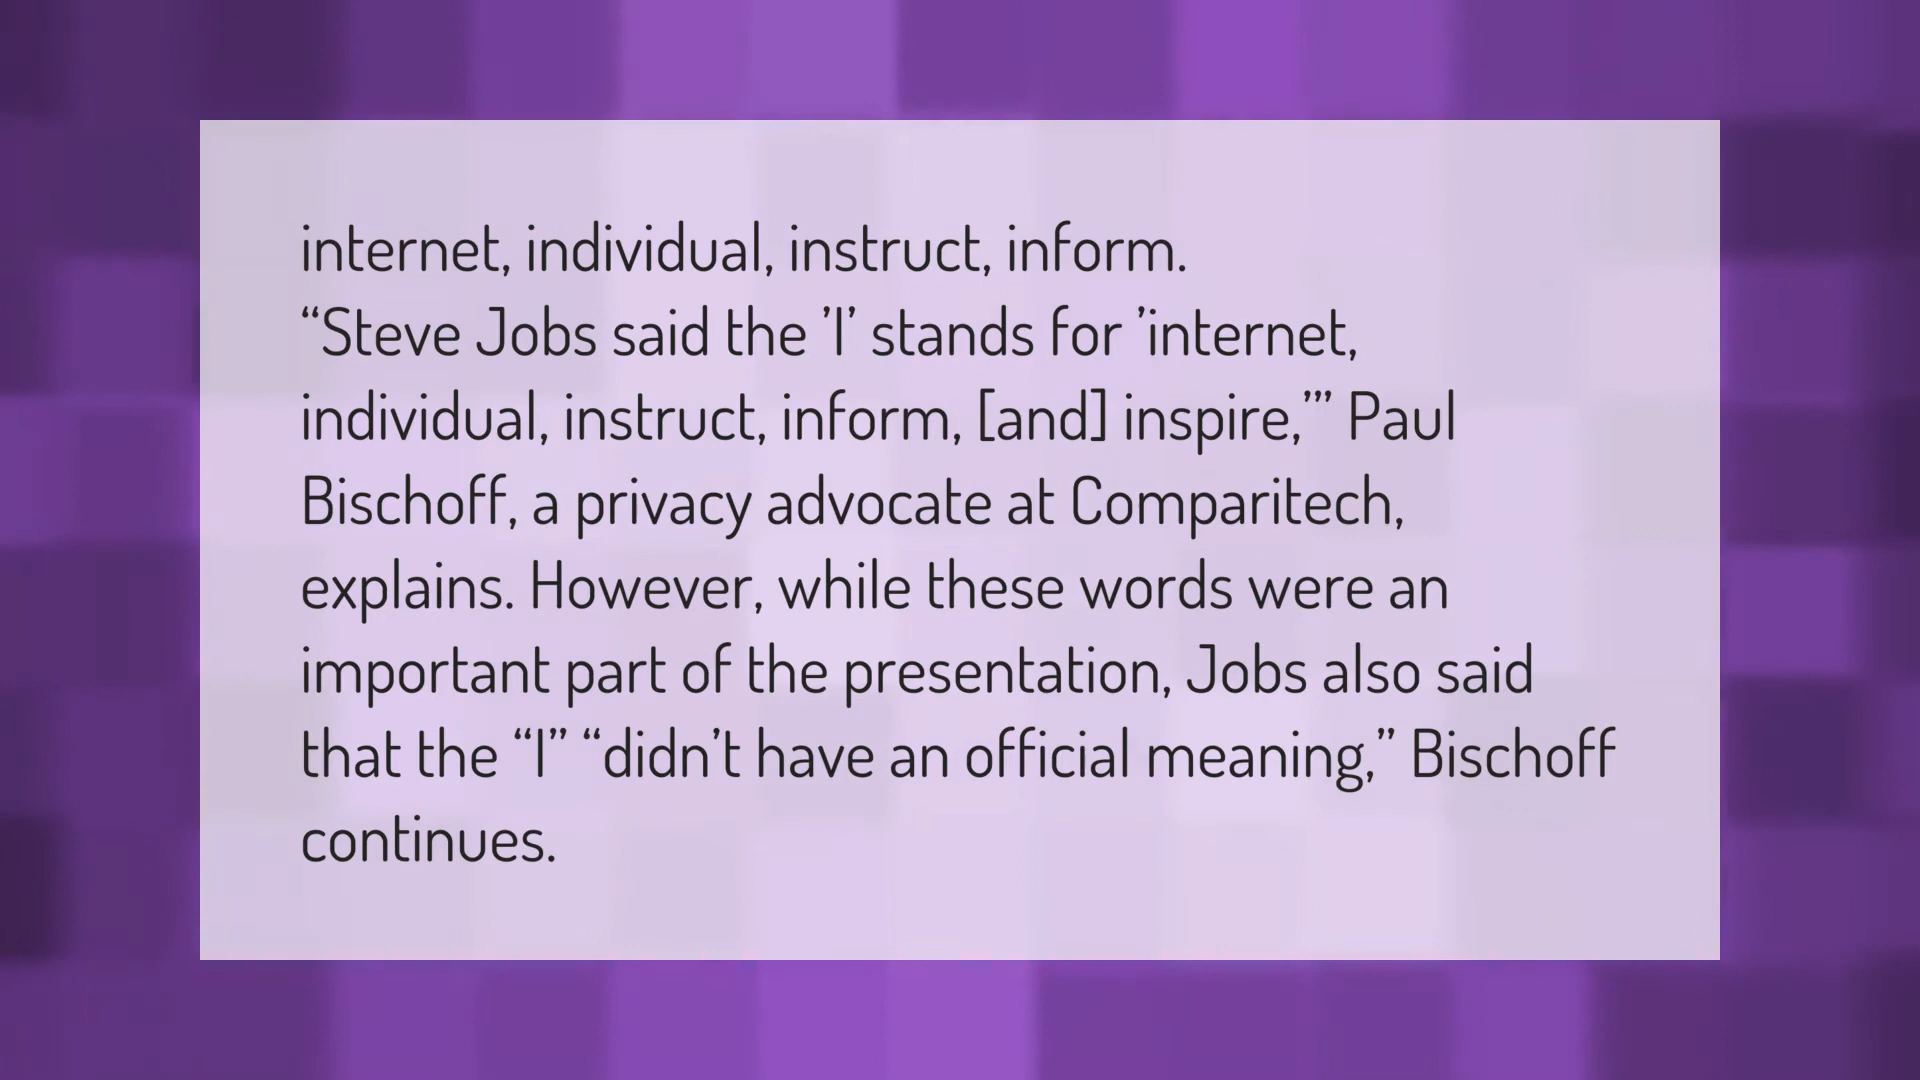 internet, individual, instruct, inform.
“Steve Jobs said the ’I’ stands for ’internet,
individual, instruct, inform, [and] inspire,’” Paul
Bischoff, a privacy advocate at Comparitech,
explains. However, while these words were an
important part of the presentation, Jobs also said
that the “I” “didn’t have an official meaning,” Bischoff
continues.